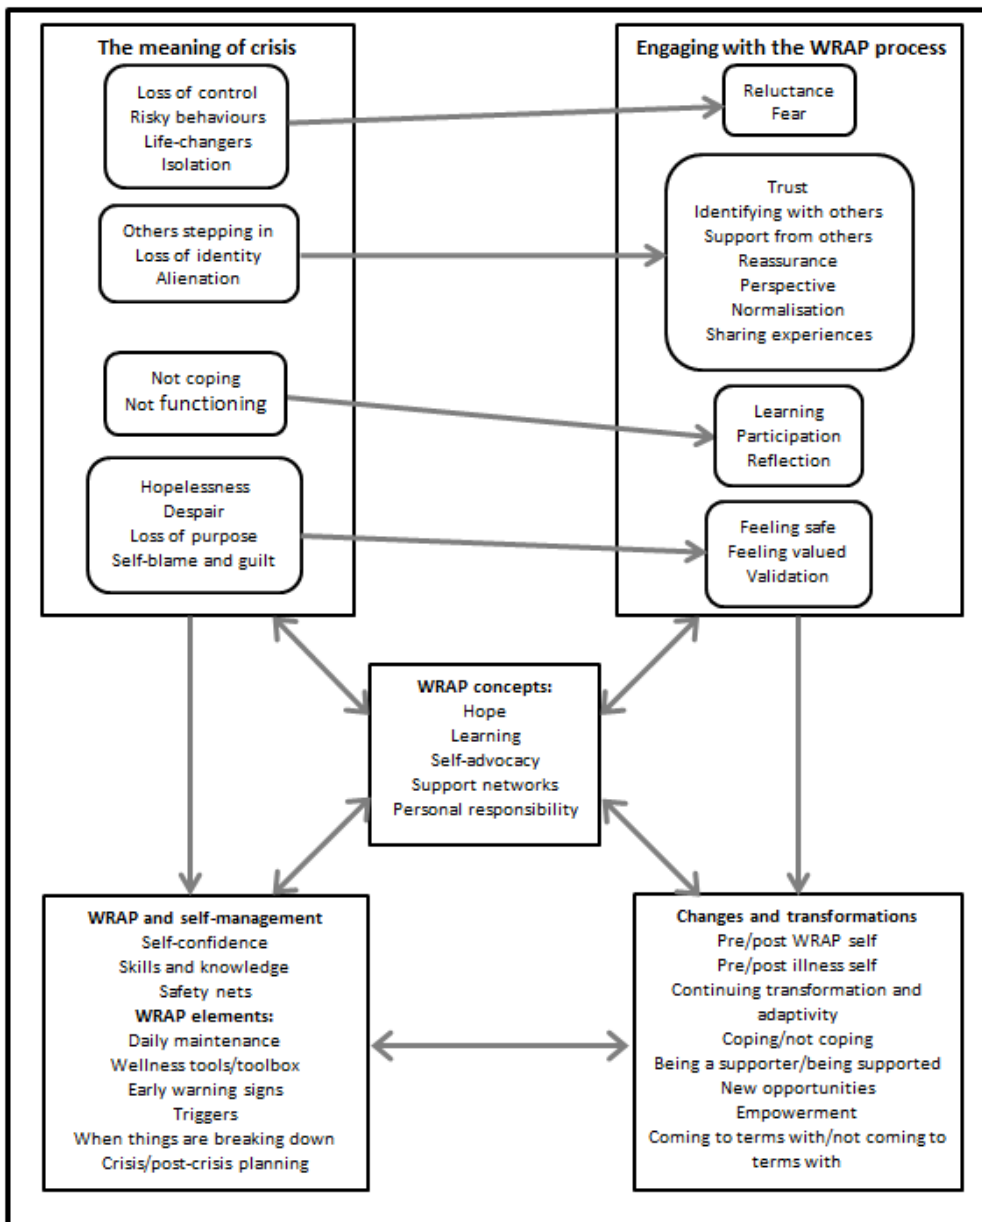 The meaning of crisis
Loss of control
Risky behaviours
Life-changers
Isolation
Others stepping in
Loss of identity
Alienation
Not coping
Not functioning
Hopelessness
Despair
Loss of purpose
Self-blame and guilt
Engaging with the WRAP process
Reluctance
Fear
Trust
Identifying with others
Support from others
Reassurance
Perspective
Normalisation
Sharing experiences
Learning
Participation
Reflection
Feeling safe
Feeling valued
Validation
WRAP concepts:
Hope
Learning
Self-advocacy
Support networks
Personal responsibility
WRAP and self-management
Self-confidence
Skills and knowledge
Safety nets
WRAP elements:
Daily maintenance
Wellness tools/toolbox
Early warning signs
Triggers
When things are breaking down
Crisis/post-crisis planning
Changes and transformations
Pre/post WRAP self
Pre/post illness self
Continuing transformation and
adaptivity
Coping/not coping
Being a supporter/being supported
New opportunities
Empowerment
Coming to terms with/not coming to
terms with